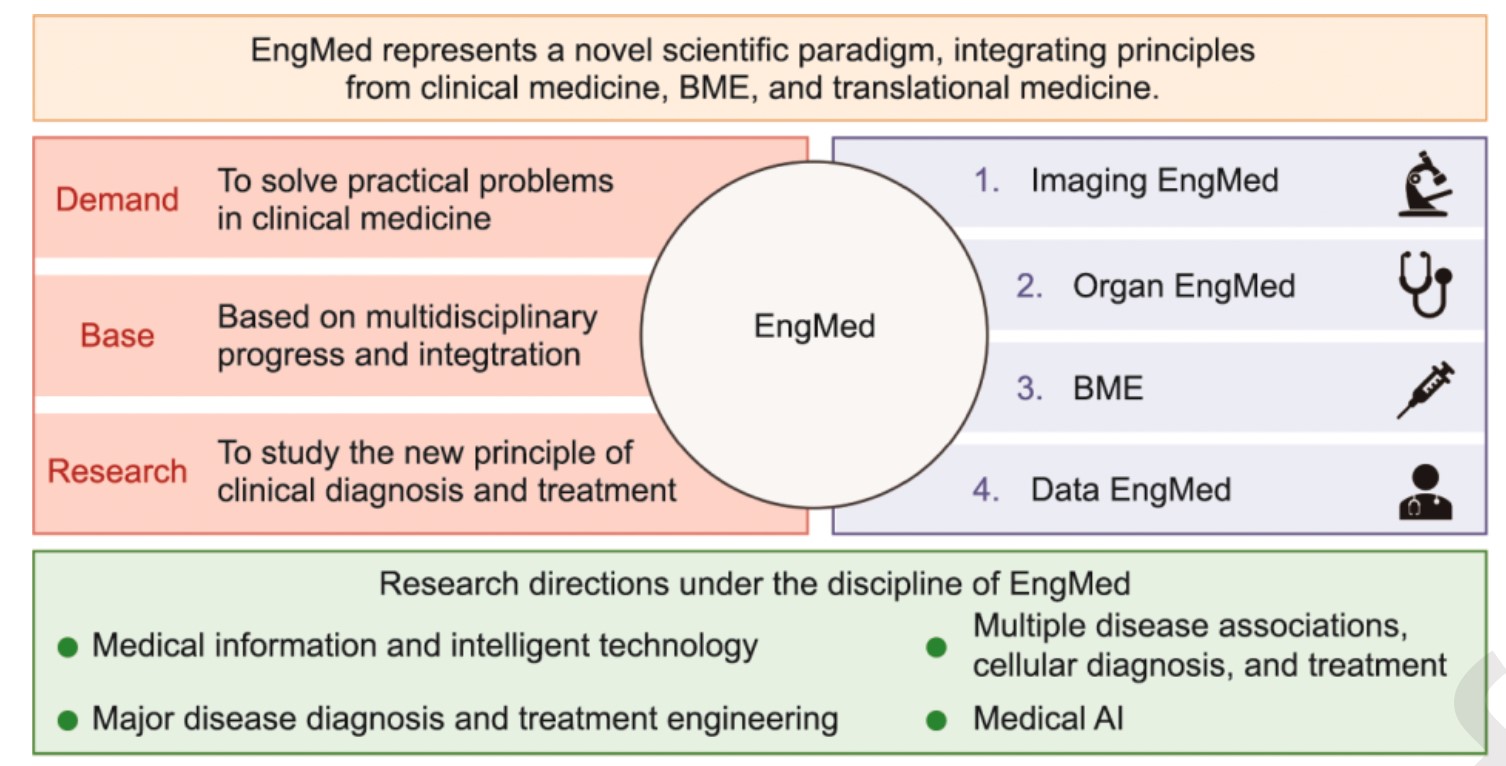 EngMed represents a novel scientific paradigm, integrating principles
from clinical medicine, BME, and translational medicine.
Demand
To solve practical problems
in clinical medicine
Base
Based on multidisciplinary
progress and integtration
Research
To study the new principle of
clinical diagnosis and treatment
EngMed
1. Imaging EngMed
2. Organ EngMed
3. BME
4. Data EngMed
Research directions under the discipline of EngMed
● Medical information and intelligent technology
● Multiple disease associations,
cellular diagnosis, and treatment
● Major disease diagnosis and treatment engineering
● Medical AI